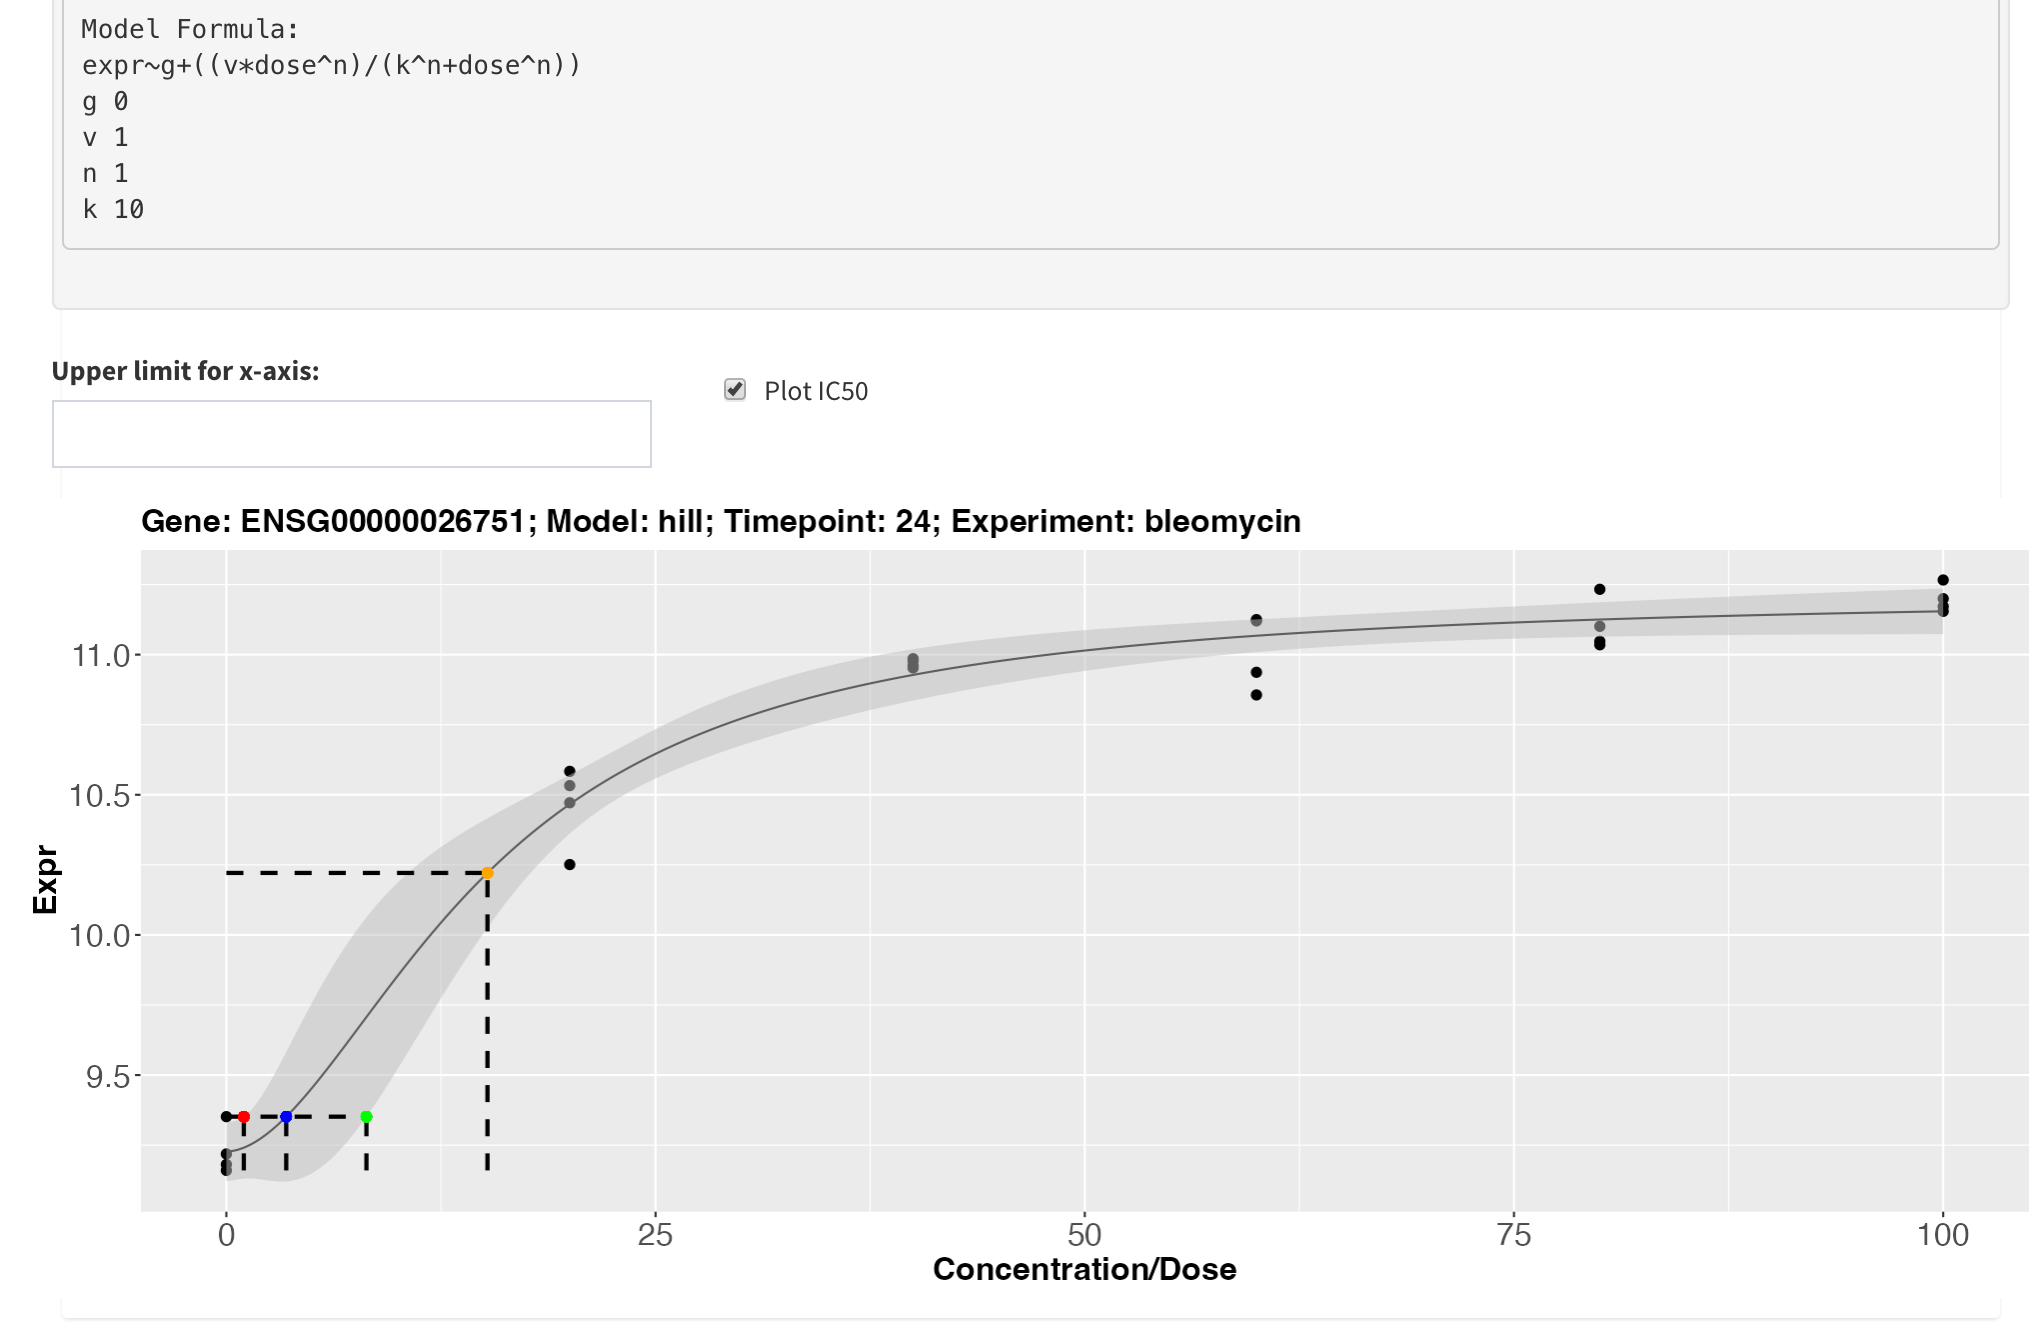 Model Formula:
expr~g+((v*dose^n)/(k^n+dose^n))
g 0
v 1
n 1
k 10
Upper limit for x-axis:
Plot IC50
Gene: ENSG00000026751; Model: hill; Timepoint: 24; Experiment: bleomycin
Expr
11.0
10.5
10.0
9.5
0 25 50 75 100
Concentration/Dose